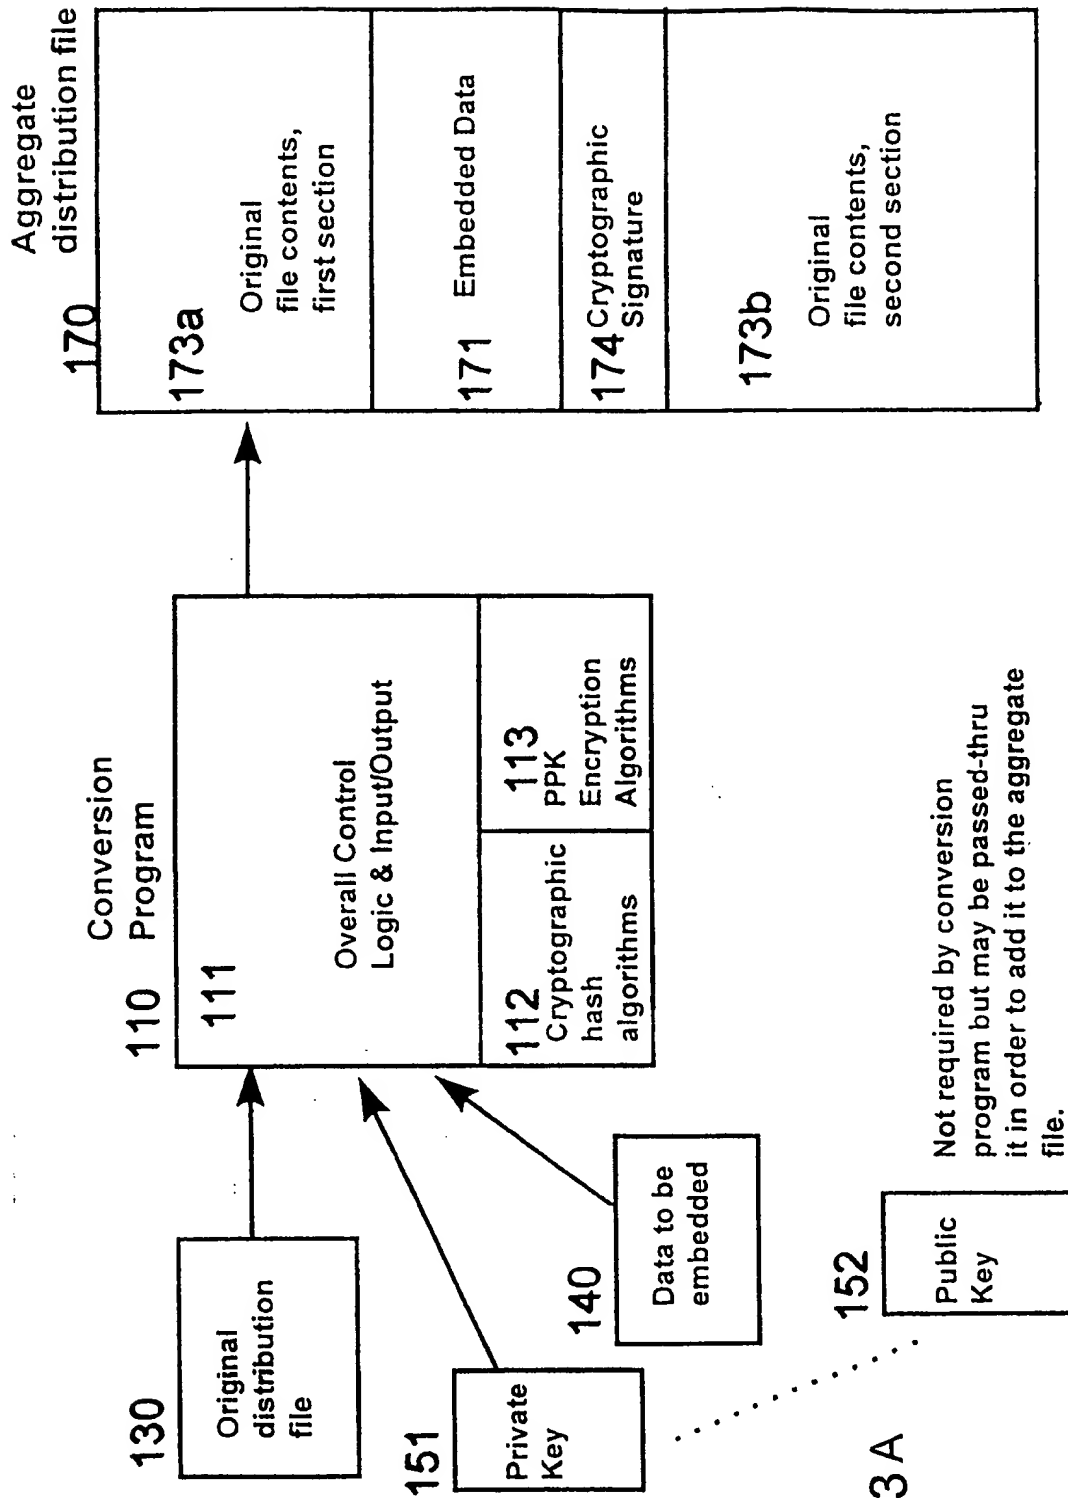 130
Original
distribution
file
151
Private
Key
140
Data to be
embedded
152
Public
Key
Not required by conversion
program but may be passed-thru
it in order to add it to the aggregate
file.
110
Conversion
Program
111
Overall Control
Logic & Input/Output
112
Cryptographic
hash
algorithms
113
PPK
Encryption
Algorithms
170
Aggregate
distribution file
173a
Original
file contents,
first section
171
Embedded Data
174
Cryptographic
Signature
173b
Original
file contents,
second section
3A